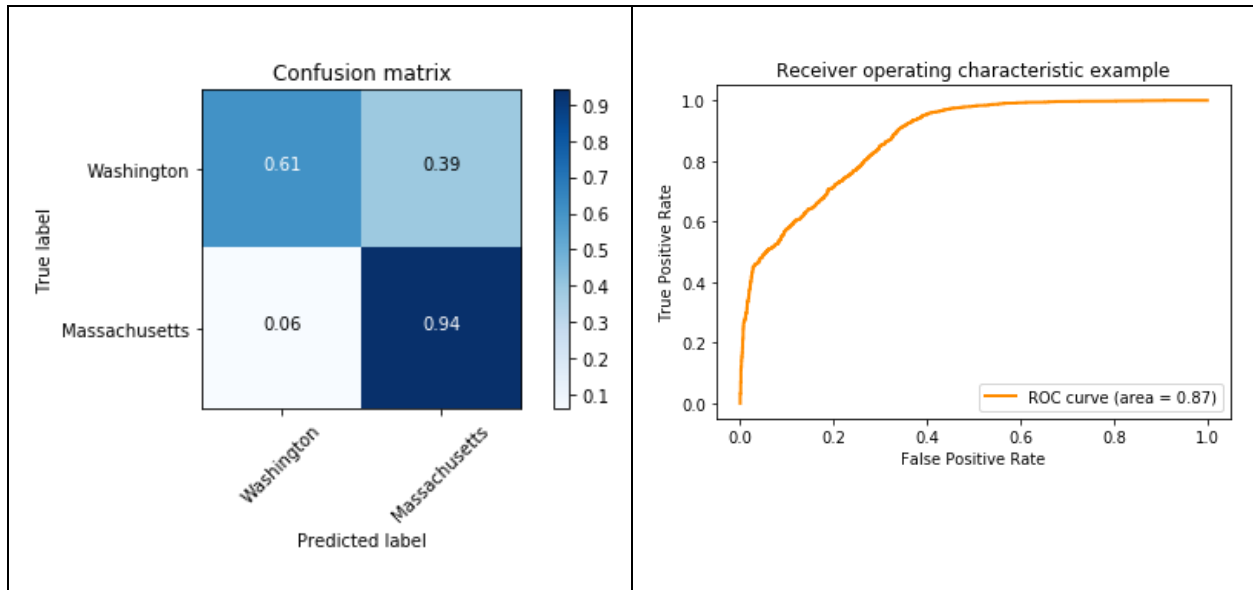 Confusion matrix
True label
Washington
Massachusetts
0.61
0.39
0.06
0.94
Washington
Massachusetts
Predicted label
0.9
0.8
0.7
0.6
0.5
0.4
0.3
0.2
0.1
Receiver operating characteristic example
True Positive Rate
1.0
0.8
0.6
0.4
0.2
0.0
ROC curve (area = 0.87)
0.0
0.2
0.4
0.6
0.8
1.0
False Positive Rate